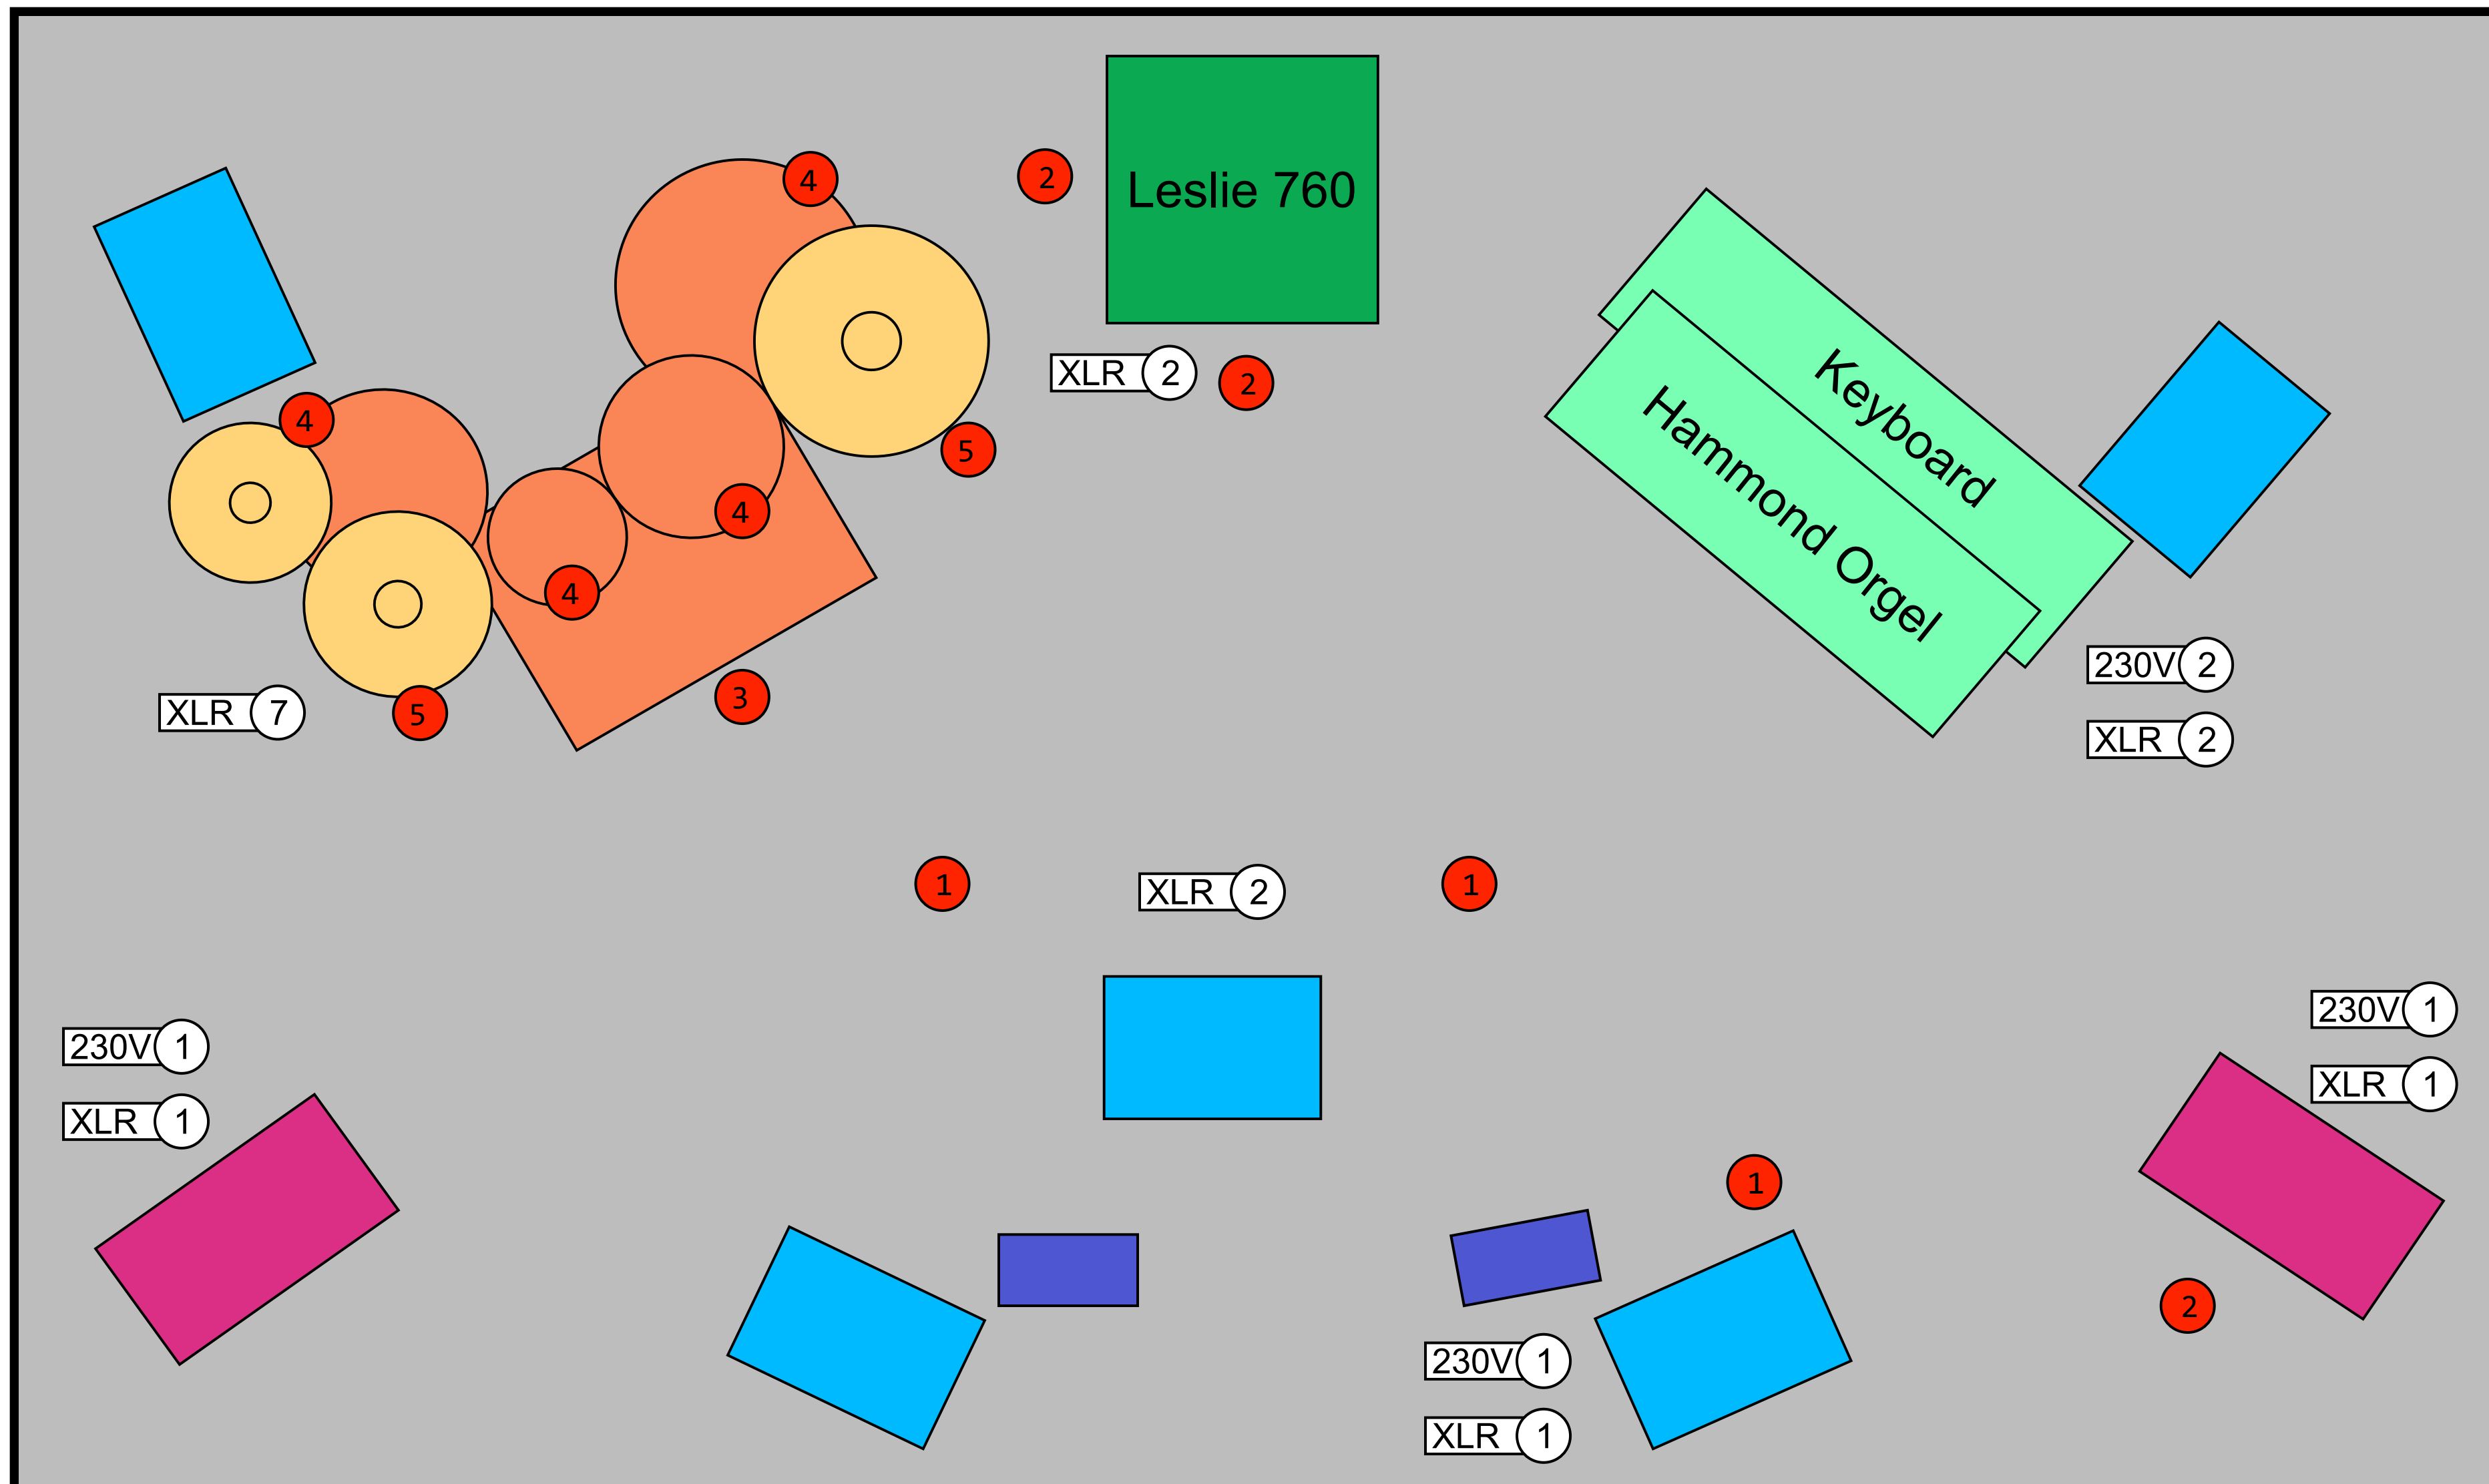 Leslie 760
4
2
XLR 2
2
4
5
4
4
Keyboard
Hammond Orgel
230V 2
XLR 2
XLR 7
5
3
1
XLR 2
1
230V 1
XLR 1
230V 1
XLR 1
1
2
230V 1
XLR 1